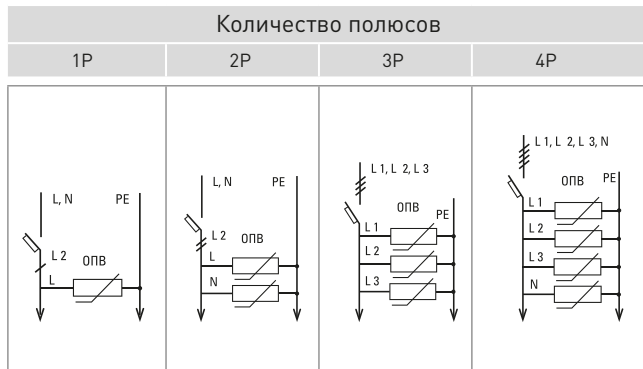 Количество полюсов
1P 2P 3P 4P
L, N PE
L 2 ОПВ
L
L, N PE
L 2 ОПВ
L
N
L 1, L 2, L 3
ОПВ PE
L 1
L 2
L 3
L 1, L 2, L 3, N
ОПВ PE
L 1
L 2
L 3
N